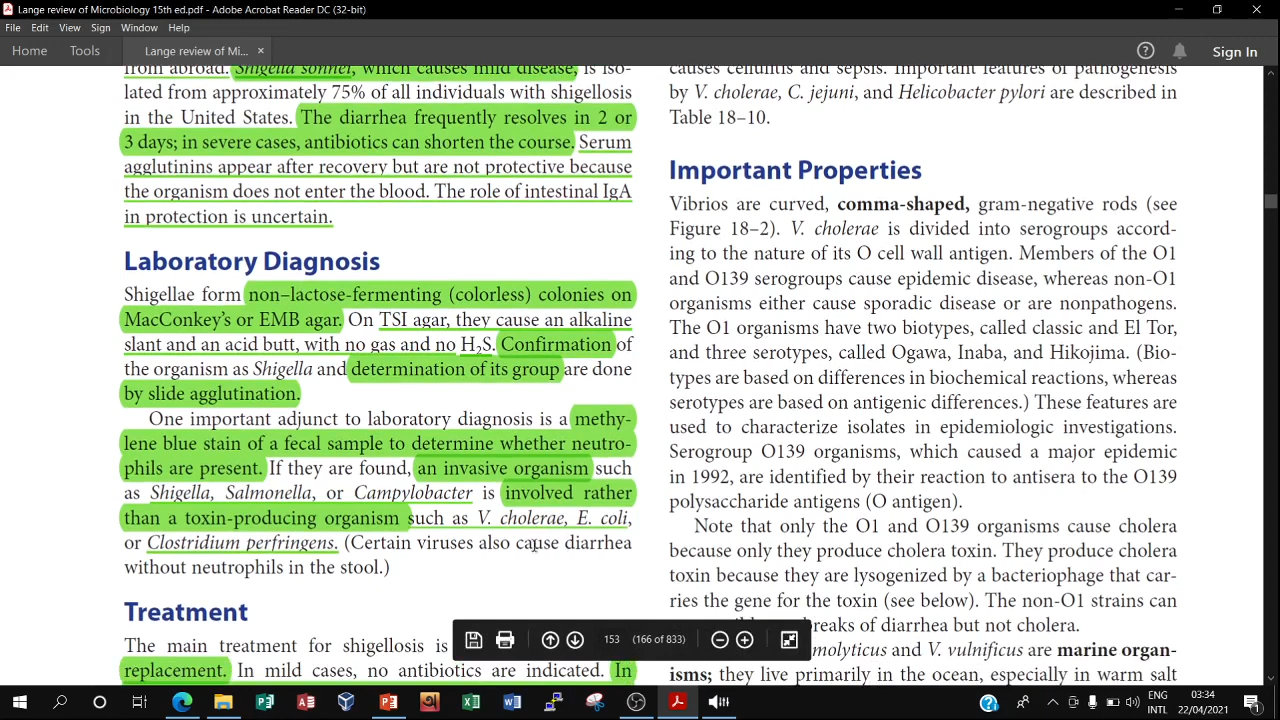 Lange review of Microbiology 15th ed.pdf - Adobe Acrobat Reader DC (32-bit)
File Edit View Sign Window Help
Home Tools Lange review of Mi... × Sign In
from abroad. Shigella sonnei, which causes mild disease, is iso-
lated from approximately 75% of all individuals with shigellosis
in the United States. The diarrhea frequently resolves in 2 or
3 days; in severe cases, antibiotics can shorten the course. Serum
agglutinins appear after recovery but are not protective because
the organism does not enter the blood. The role of intestinal IgA
in protection is uncertain.
Laboratory Diagnosis
Shigellae form non–lactose-fermenting (colorless) colonies on
MacConkey's or EMB agar. On TSI agar, they cause an alkaline
slant and an acid butt, with no gas and no H2S. Confirmation of
the organism as Shigella and determination of its group are done
by slide agglutination.
One important adjunct to laboratory diagnosis is a methy-
lene blue stain of a fecal sample to determine whether neutro-
phils are present. If they are found, an invasive organism such
as Shigella, Salmonella, or Campylobacter is involved rather
than a toxin-producing organism such as V. cholerae, E. coli,
or Clostridium perfringens. (Certain viruses also cause diarrhea
without neutrophils in the stool.)
Treatment
The main treatment for shigellosis is
replacement. In mild cases, no antibiotics are indicated. In
causes cellulitis and sepsis. Important features of pathogenesis
by V. cholerae, C. jejuni, and Helicobacter pylori are described in
Table 18–10.
Important Properties
Vibrios are curved, comma-shaped, gram-negative rods (see
Figure 18–2). V. cholerae is divided into serogroups accord-
ing to the nature of its O cell wall antigen. Members of the O1
and O139 serogroups cause epidemic disease, whereas non-O1
organisms either cause sporadic disease or are nonpathogens.
The O1 organisms have two biotypes, called classic and El Tor,
and three serotypes, called Ogawa, Inaba, and Hikojima. (Bio-
types are based on differences in biochemical reactions, whereas
serotypes are based on antigenic differences.) These features are
used to characterize isolates in epidemiologic investigations.
Serogroup O139 organisms, which caused a major epidemic
in 1992, are identified by their reaction to antisera to the O139
polysaccharide antigens (O antigen).
Note that only the O1 and O139 organisms cause cholera
because only they produce cholera toxin. They produce cholera
toxin because they are lysogenized by a bacteriophage that car-
ries the gene for the toxin (see below). The non-O1 strains can
breaks of diarrhea but not cholera.
molyticus and V. vulnificus are marine organ-
isms; they live primarily in the ocean, especially in warm salt
153 (166 of 833)
ENG 03:34
INTL 22/04/2021